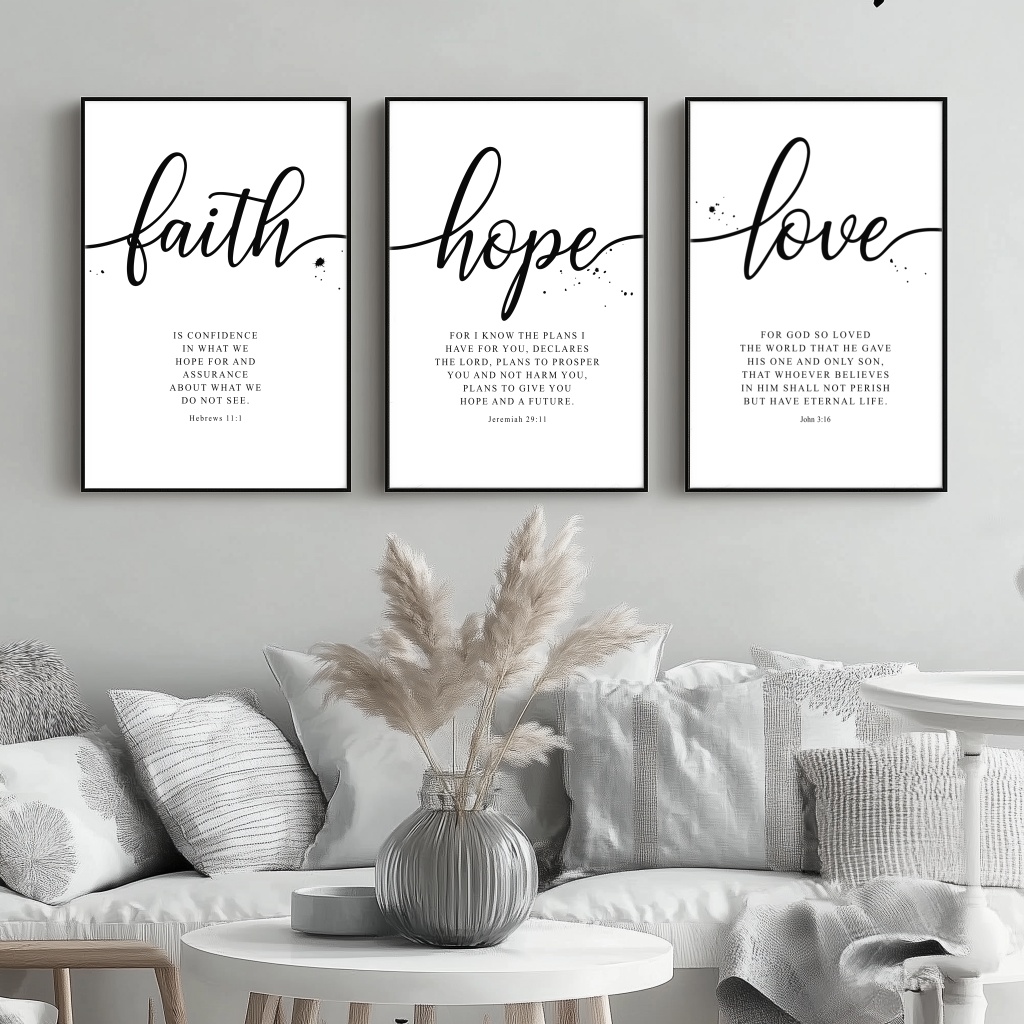 faith
IS CONFIDENCE
IN WHAT WE
HOPE FOR AND
ASSURANCE
ABOUT WHAT WE
DO NOT SEE.
Hebrews 11:1
hope
FOR I KNOW THE PLANS I
HAVE FOR YOU, DECLARES
THE LORD, PLANS TO PROSPER
YOU AND NOT HARM YOU,
PLANS TO GIVE YOU
HOPE AND A FUTURE.
Jeremiah 29:11
love
FOR GOD SO LOVED
THE WORLD THAT HE GAVE
HIS ONE AND ONLY SON,
THAT WHOEVER BELIEVES
IN HIM SHALL NOT PERISH
BUT HAVE ETERNAL LIFE.
John 3:16